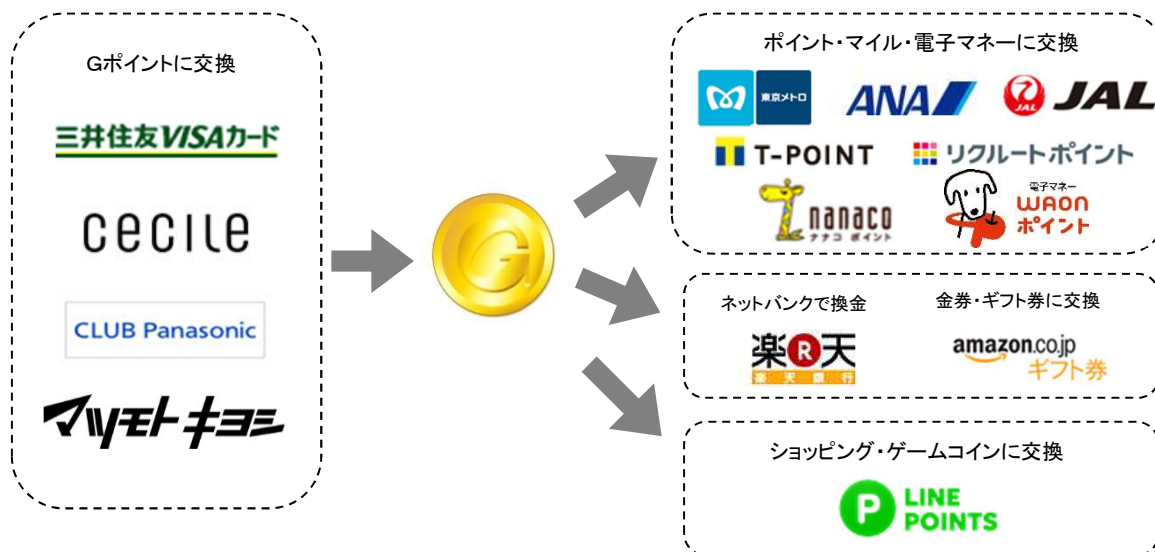 Gポイントに交換
三井住友VISAカード
cecile
CLUB Panasonic
マツモトキヨシ
G
ポイント・マイル・電子マネーに交換
東京メトロ
ANA
JAL
JAL
T-POINT
リクルートポイント
nanaco
ナナコ ポイント
電子マネー
WAON
ポイント
ネットバンクで換金
楽R天
楽天銀行
金券・ギフト券に交換
amazon.co.jp
ギフト券
ショッピング・ゲームコインに交換
P
LINE
POINTS